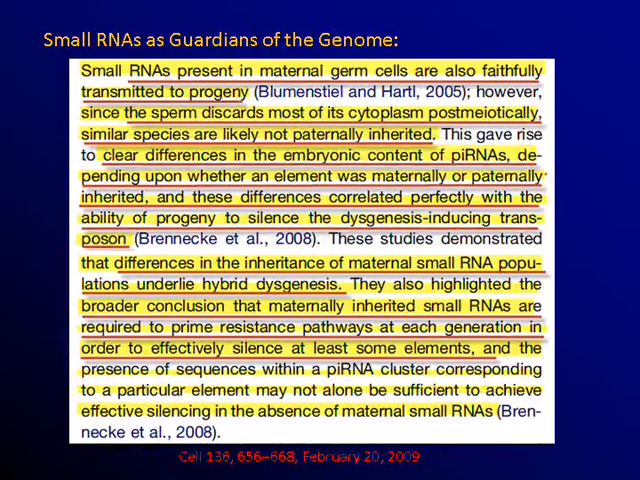 Small RNAs as Guardians of the Genome:
Small RNAs present in maternal germ cells are also faithfully
transmitted to progeny (Blumenstiel and Hartl, 2005); however,
since the sperm discards most of its cytoplasm postmeiotically,
similar species are likely not paternally inherited. This gave rise
to clear differences in the embryonic content of piRNAs, de-
pending upon whether an element was maternally or paternally
inherited, and these differences correlated perfectly with the
ability of progeny to silence the dysgenesis-inducing trans-
poson (Brennecke et al., 2008). These studies demonstrated
that differences in the inheritance of maternal small RNA popu-
lations underlie hybrid dysgenesis. They also highlighted the
broader conclusion that maternally inherited small RNAs are
required to prime resistance pathways at each generation in
order to effectively silence at least some elements, and the
presence of sequences within a piRNA cluster corresponding
to a particular element may not alone be sufficient to achieve
effective silencing in the absence of maternal small RNAs (Bren-
necke et al., 2008).
Cell 136, 656–668, February 20, 2009